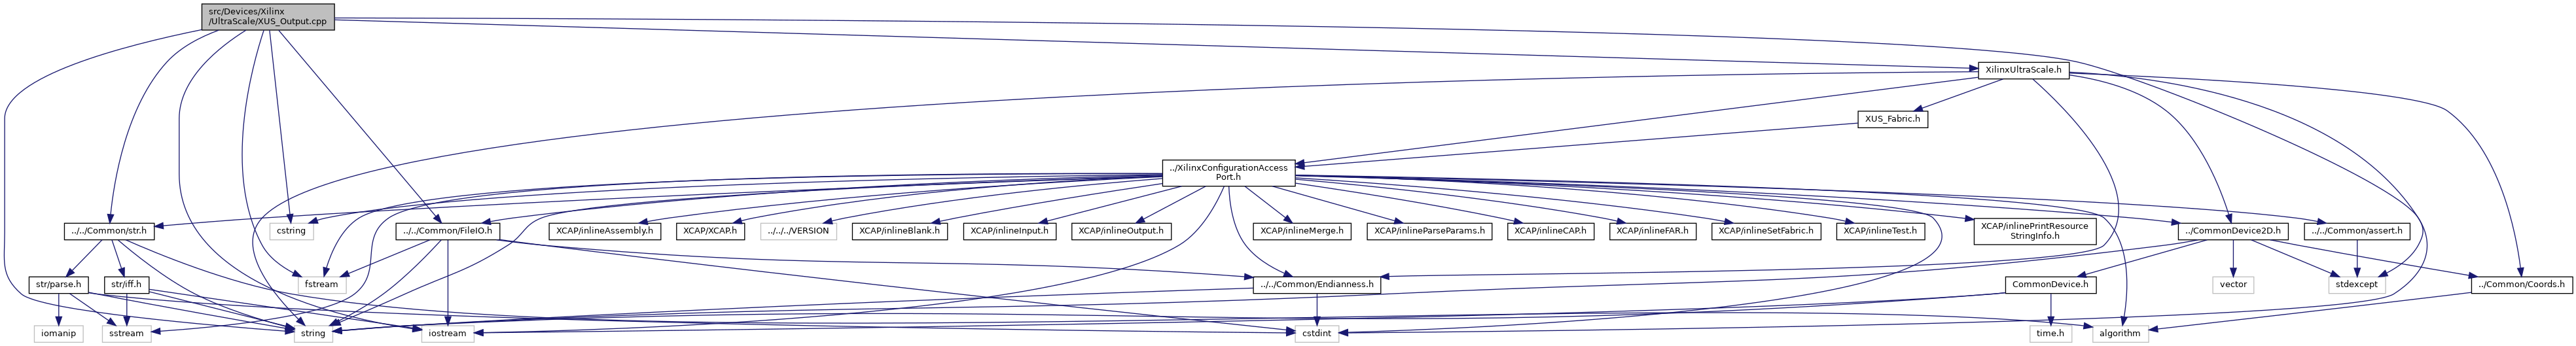 src/Devices/Xilinx
/UltraScale/XUS_Output.cpp
XilinxUltraScale.h
XUS_Fabric.h
../XilinxConfigurationAccess
Port.h
../../Common/str.h
cstring
../../Common/FileIO.h
XCAP/inlineAssembly.h
XCAP/XCAP.h
../../../VERSION
XCAP/inlineBlank.h
XCAP/inlineInput.h
XCAP/inlineOutput.h
XCAP/inlineMerge.h
XCAP/inlineParseParams.h
XCAP/inlineCAP.h
XCAP/inlineFAR.h
XCAP/inlineSetFabric.h
XCAP/inlineTest.h
XCAP/inlinePrintResource
StringInfo.h
../CommonDevice2D.h
../../Common/assert.h
str/parse.h
str/iff.h
fstream
../../Common/Endianness.h
CommonDevice.h
vector
stdexcept
../Common/Coords.h
iomanip
sstream
string
iostream
cstdint
time.h
algorithm